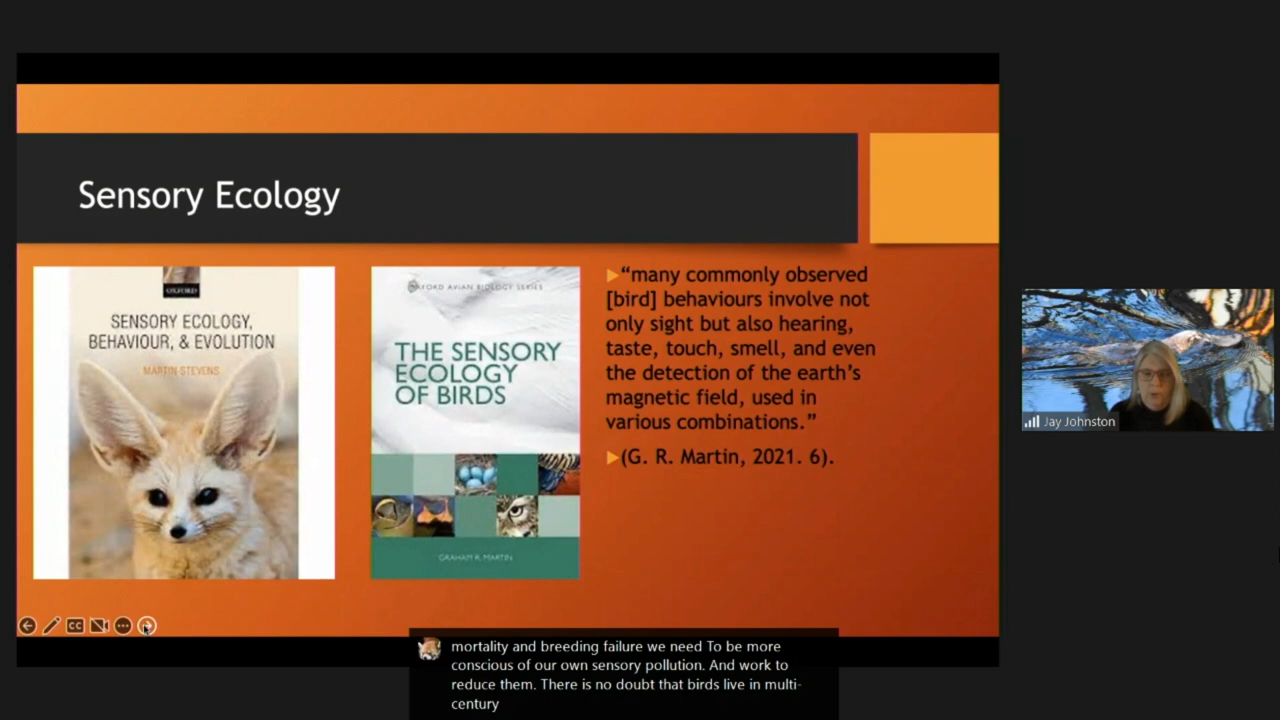 Sensory Ecology
OXFORD
SENSORY ECOLOGY,
BEHAVIOUR, & EVOLUTION
MARTIN STEVENS
OXFORD AVIAN BIOLOGY SERIES
THE SENSORY
ECOLOGY
OF BIRDS
GRAHAM R. MARTIN
“many commonly observed
[bird] behaviours involve not
only sight but also hearing,
taste, touch, smell, and even
the detection of the earth’s
magnetic field, used in
various combinations.”
(G. R. Martin, 2021. 6).
Jay Johnston
CC
mortality and breeding failure we need To be more
conscious of our own sensory pollution. And work to
reduce them. There is no doubt that birds live in multi-
century